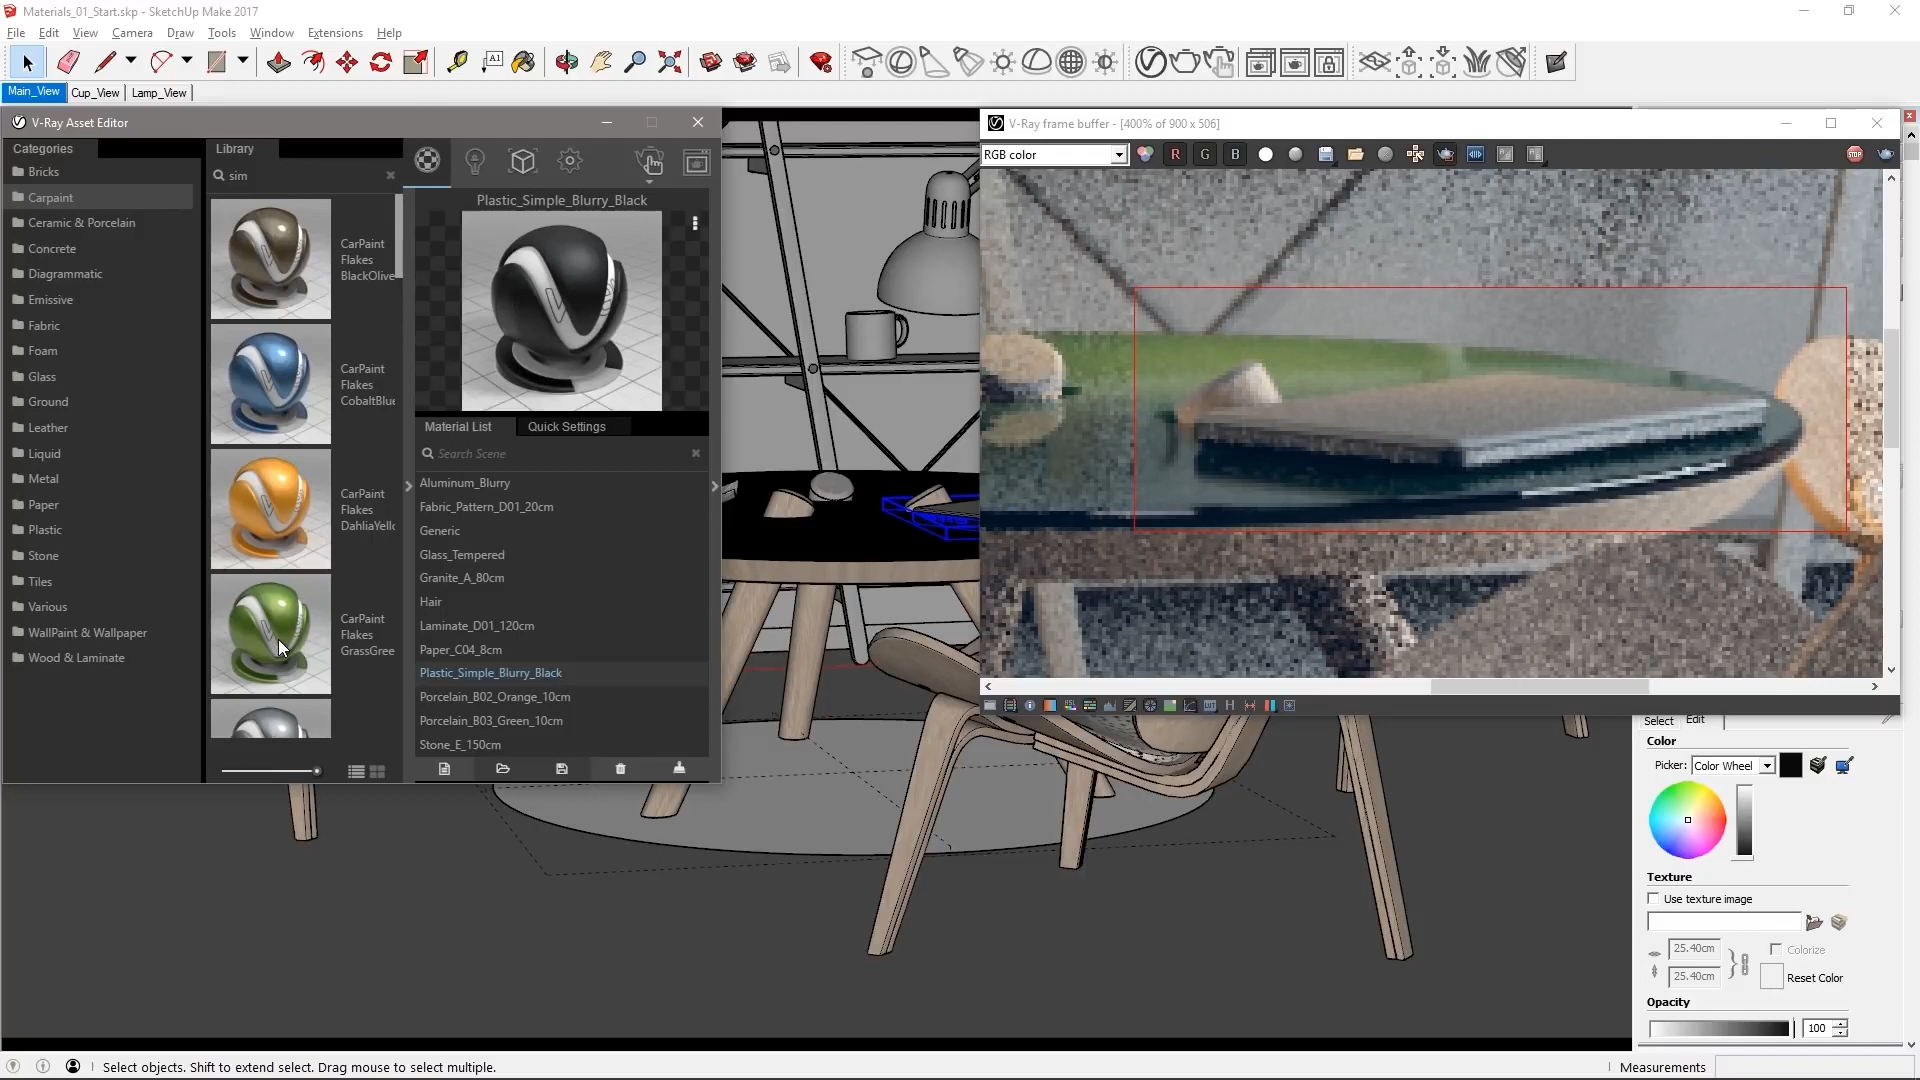 Materials_01_Start.skp - SketchUp Make 2017
File Edit View Camera Draw Tools Window Extensions Help
A1
Main_View Cup_View Lamp_View
V-Ray Asset Editor
Categories
Bricks
Carpaint
Ceramic & Porcelain
Concrete
Diagrammatic
Emissive
Fabric
Foam
Glass
Ground
Leather
Liquid
Metal
Paper
Plastic
Stone
Tiles
Various
WallPaint & Wallpaper
Wood & Laminate
Library
sim
CarPaint
Flakes
BlackOlive
CarPaint
Flakes
CobaltBlue
CarPaint
Flakes
DahliaYello
CarPaint
Flakes
GrassGree
Plastic_Simple_Blurry_Black
Material List Quick Settings
Search Scene
Aluminum_Blurry
Fabric_Pattern_D01_20cm
Generic
Glass_Tempered
Granite_A_80cm
Hair
Laminate_D01_120cm
Paper_C04_8cm
Plastic_Simple_Blurry_Black
Porcelain_B02_Orange_10cm
Porcelain_B03_Green_10cm
Stone_E_150cm
V-Ray frame buffer - [400% of 900 x 506]
RGB color R G B
STOP
H
Select Edit
Color
Picker: Color Wheel
Texture
Use texture image
25.40cm Colorize
25.40cm Reset Color
Opacity
100
Select objects. Shift to extend select. Drag mouse to select multiple.
Measurements